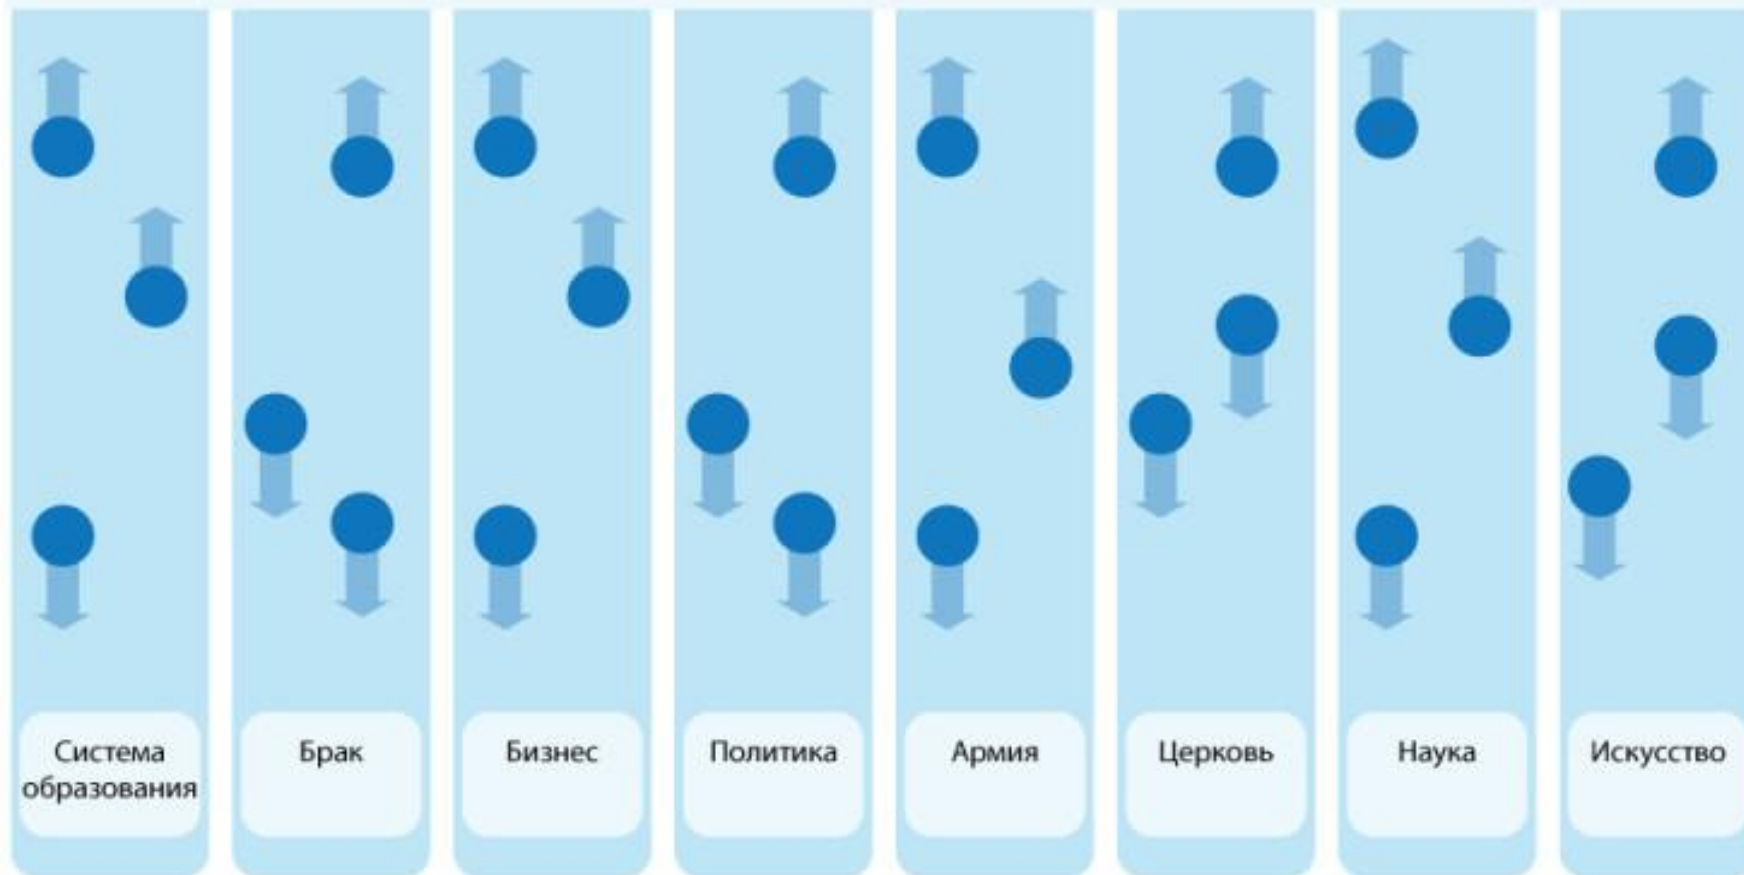 Система
образования
Брак
Бизнес
Политика
Армия
Церковь
Наука
Искусство